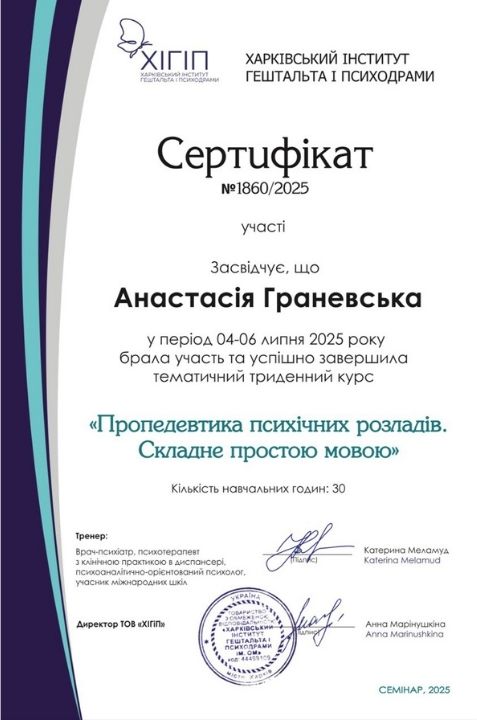 ХІГІП
ХАРКІВСЬКИЙ ІНСТИТУТ
ГЕШТАЛЬТА І ПСИХОДРАМИ
ХАРКІВСЬКИЙ ІНСТИТУТ
ГЕШТАЛЬТА І ПСИХОДРАМИ
Сертифікат
№1860/2025
участі
Засвідчує, що
Анастасія Граневська
у період 04-06 липня 2025 року
брала участь та успішно завершила
тематичний триденний курс
«Пропедевтика психічних розладів.
Складне простою мовою»
Кількість навчальних годин: 30
Тренер:
Врач-психіатр, психотерапевт
з клінічною практикою в диспансері,
психоаналітично-орієнтований психолог,
учасник міжнародних шкіл
(Підпис)
Катерина Меламуд
Katerina Melamud
Директор ТОВ «ХІГіП»
УКРАЇНА
ТОВАРИСТВО
З ОБМЕЖЕНОЮ
ВІДПОВІДАЛЬНІСТЮ
«ХАРКІВСЬКИЙ
ІНСТИТУТ
ГЕШТАЛЬТА І
ПСИХОДРАМИ
ІМ. ОМ»
код: 44459109
місто Харків
підпис)
Анна Марінушкіна
Anna Marinushkina
СЕМІНАР, 2025